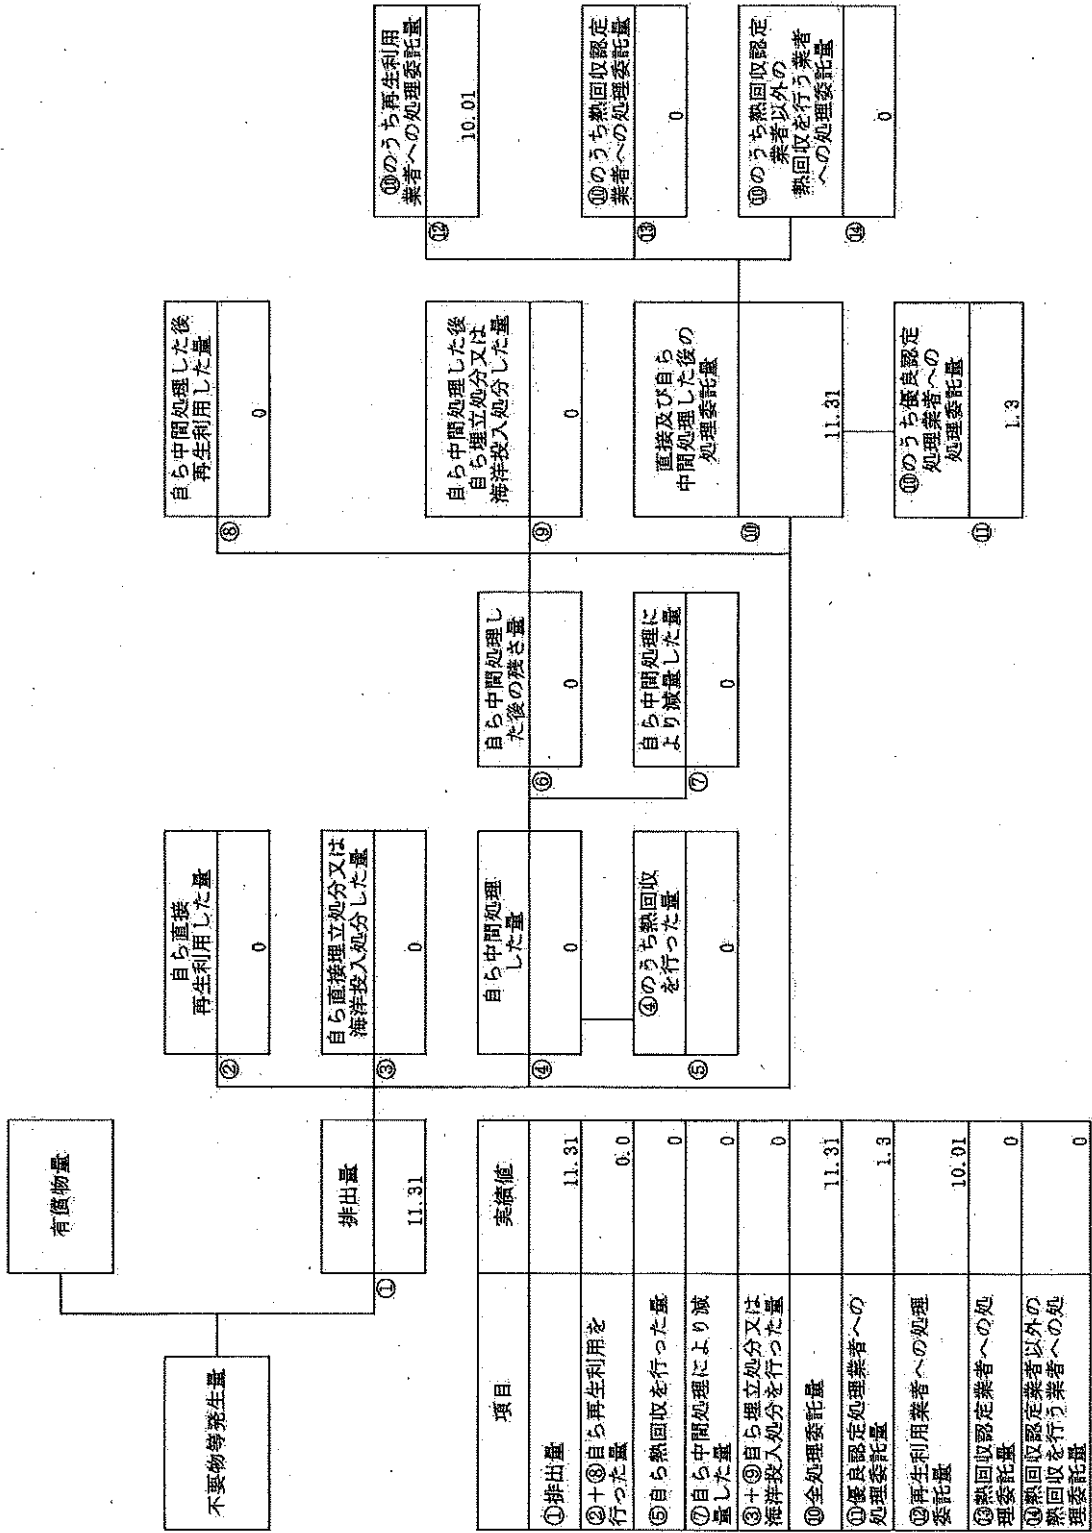 不要物等発生量
有償物量
①
排出量
11.31
②
自ら直接
再生利用した量
0
③
自ら直接埋立処分又は
海洋投入処分した量
0
④
自ら中間処理
した量
0
⑤
④のうち熱回収
を行った量
0
⑥
自ら中間処理し
た後の残さ量
0
⑦
自ら中間処理に
より減量した量
0
⑧
自ら中間処理した後
再生利用した量
0
⑨
自ら中間処理した後
自ら埋立処分又は
海洋投入処分した量
0
⑩
直接及び自ら
中間処理した後の
処理委託量
11.31
⑪
⑩のうち優良認定
処理業者への
処理委託量
1.3
⑫
⑩のうち再生利用
業者への処理委託量
10.01
⑬
⑩のうち熱回収認定
業者への処理委託量
0
⑭
⑩のうち熱回収認定
業者以外の
熱回収を行う業者
への処理委託量
0
項目 実績値
①排出量 11.31
②+⑧自ら再生利用を
行った量 0.0
⑤自ら熱回収を行った量 0
⑦自ら中間処理により減
量した量 0
③+⑨自ら埋立処分又は
海洋投入処分を行った量 0
⑩全処理委託量 11.31
⑪優良認定処理業者への
処理委託量 1.3
⑫再生利用業者への処理
委託量 10.01
⑬熱回収認定業者への処
理委託量 0
⑭熱回収認定業者以外の
熱回収を行う業者への処
理委託量 0